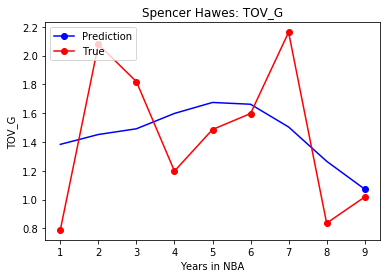 Spencer Hawes: TOV_G
Prediction
True
2.2
2.0
1.8
1.6
1.4
1.2
1.0
0.8
TOV_G
1 2 3 4 5 6 7 8 9
Years in NBA